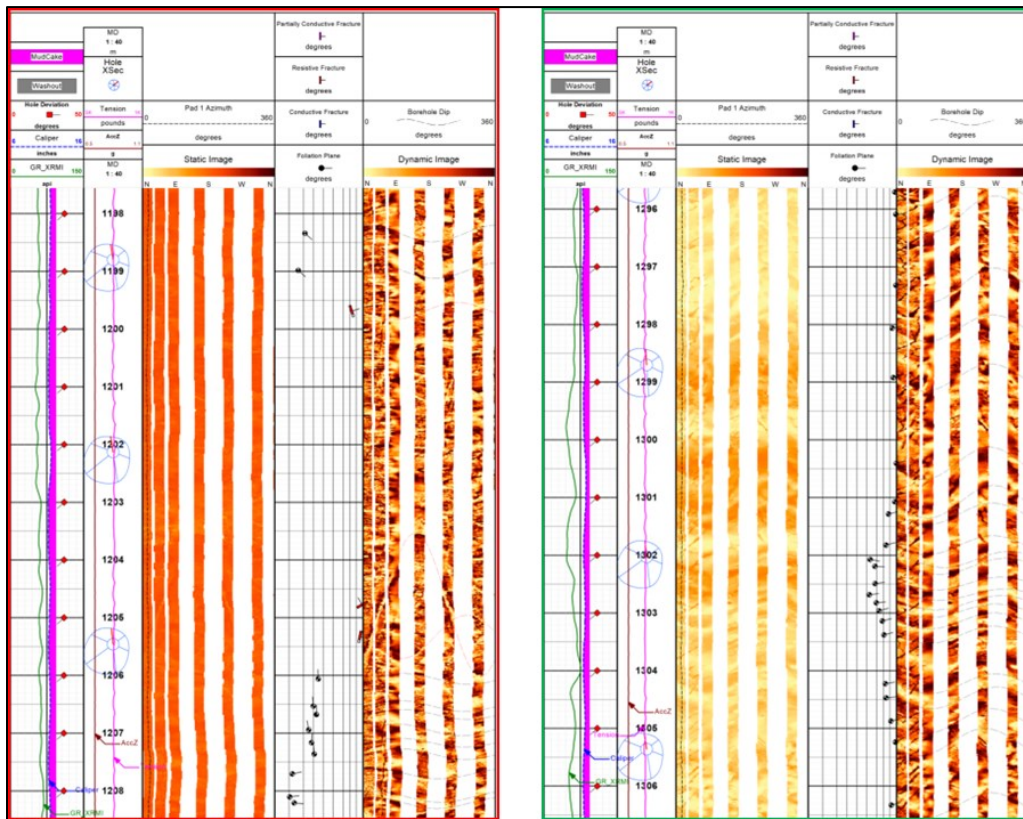 Partially Conductive Fracture
degrees
Resistive Fracture
degrees
Conductive Fracture
degrees
Foliation Plane
degrees
MD
1 : 40
m
Hole
XSec
MudCake
Washout
Hole Deviation
0 50
degrees
Caliper
6 16
inches
GR_XRMI
0 150
api
Tension
pounds
AccZ
g
MD
1 : 40
Pad 1 Azimuth
0 360
degrees
Static Image
N E S W N
Borehole Dip
0 360
degrees
Dynamic Image
N E S W N
1198
1199
1200
1201
1202
1203
1204
1205
1206
1207
1208
AccZ
Caliper
GR_XRMI
Partially Conductive Fracture
degrees
Resistive Fracture
degrees
Conductive Fracture
degrees
Foliation Plane
degrees
MD
1 : 40
m
Hole
XSec
MudCake
Washout
Hole Deviation
0 50
degrees
Caliper
6 16
inches
GR_XRMI
0 150
api
Tension
pounds
AccZ
g
MD
1 : 40
Pad 1 Azimuth
0 360
degrees
Static Image
N E S W N
Borehole Dip
0 360
degrees
Dynamic Image
N E S W N
1296
1297
1298
1299
1300
1301
1302
1303
1304
1305
1306
AccZ
Tension
Caliper
GR_XRMI